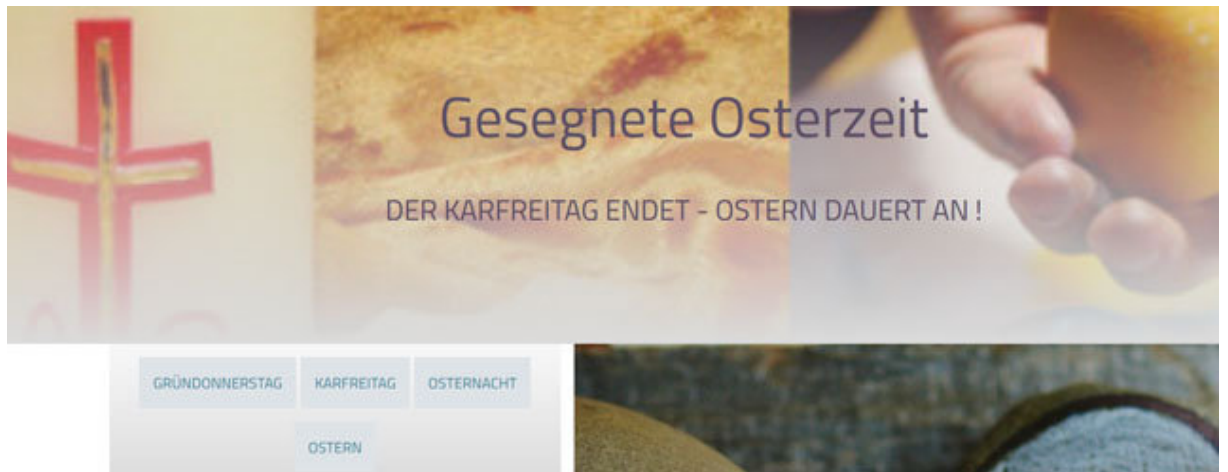 Gesegnete Osterzeit
DER KARFREITAG ENDET - OSTERN DAUERT AN !
GRÜNDONNERSTAG KARFREITAG OSTERNACHT
OSTERN